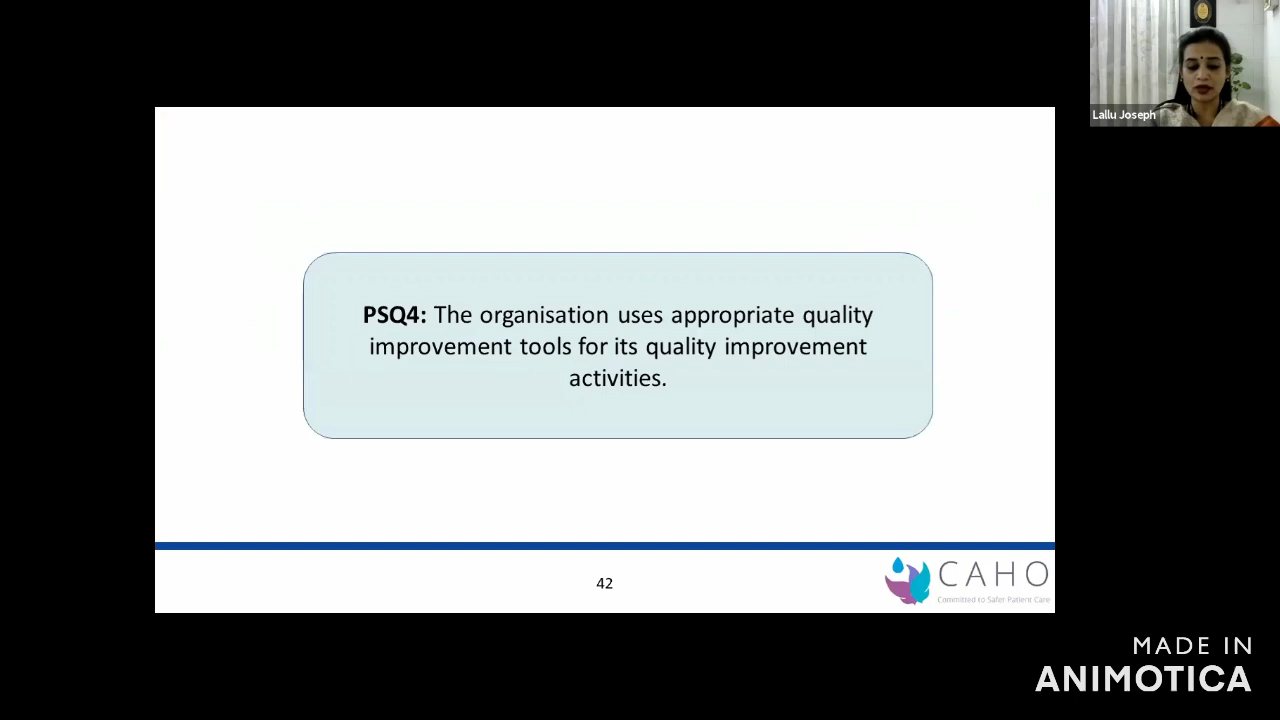 Lallu Joseph
PSQ4: The organisation uses appropriate quality
improvement tools for its quality improvement
activities.
42
CAHO
Committed to Safer Patient Care
MADE IN
ANIMOTICA